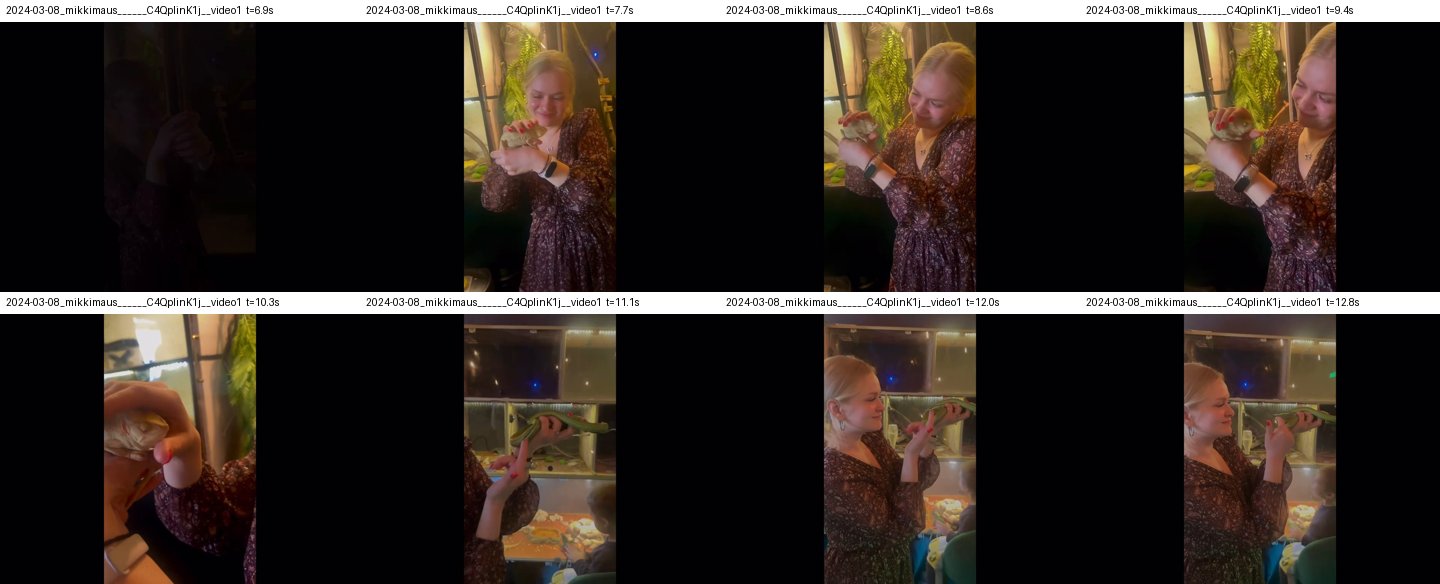 2024-03-08_mikkimaus______C4QplinK1j__video1 t=6.9s
2024-03-08_mikkimaus______C4QplinK1j__video1 t=7.7s
2024-03-08_mikkimaus______C4QplinK1j__video1 t=8.6s
2024-03-08_mikkimaus______C4QplinK1j__video1 t=9.4s
2024-03-08_mikkimaus______C4QplinK1j__video1 t=10.3s
2024-03-08_mikkimaus______C4QplinK1j__video1 t=11.1s
2024-03-08_mikkimaus______C4QplinK1j__video1 t=12.0s
2024-03-08_mikkimaus______C4QplinK1j__video1 t=12.8s